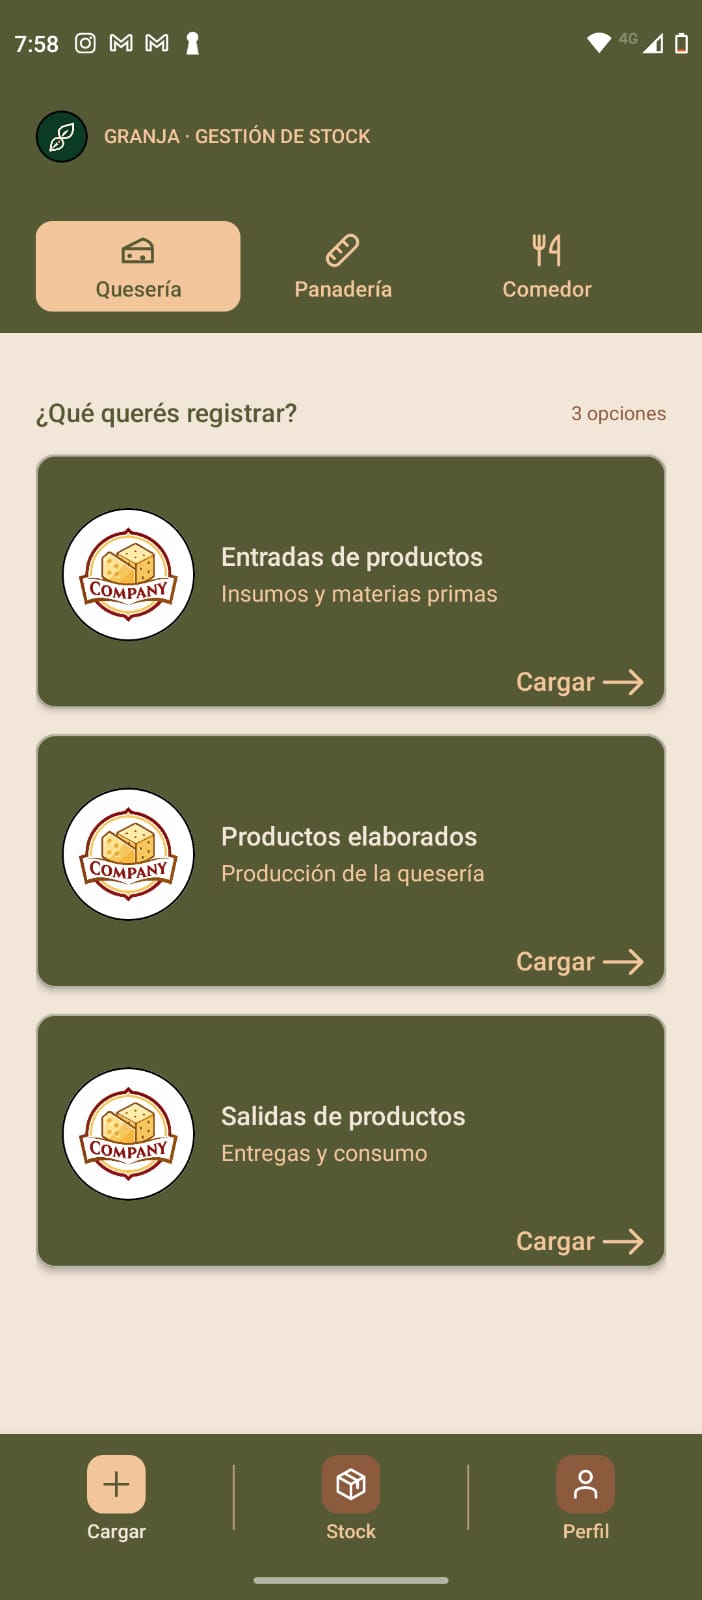 7:58
4G
GRANJA · GESTIÓN DE STOCK
Quesería
Panadería
Comedor
¿Qué querés registrar?
3 opciones
COMPANY
Entradas de productos
Insumos y materias primas
Cargar
COMPANY
Productos elaborados
Producción de la quesería
Cargar
COMPANY
Salidas de productos
Entregas y consumo
Cargar
Cargar
Stock
Perfil